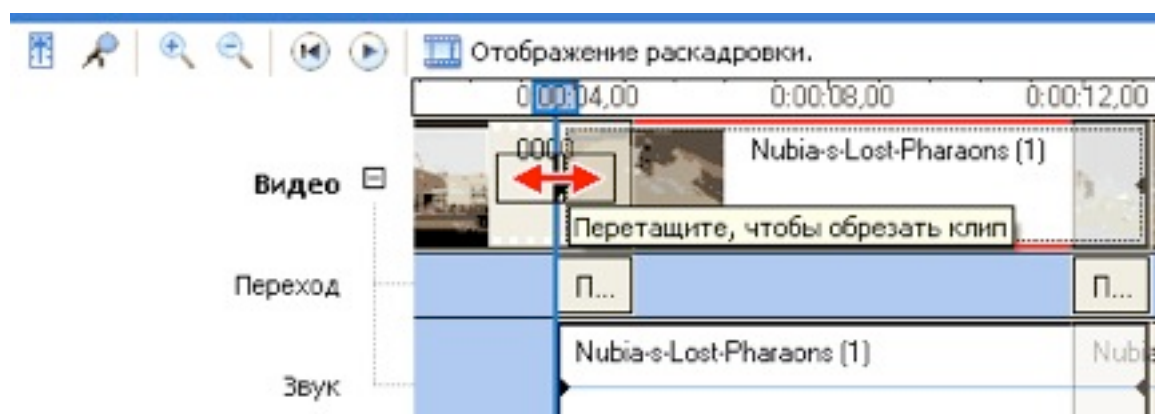 Отображение раскадровки.
0:00:04,00 0:00:08,00 0:00:12,00
Nubia-s-Lost-Pharaons (1)
Видео
Перетащите, чтобы обрезать клип
Переход П... П...
Nubia-s-Lost-Pharaons (1) Nubia
Звук